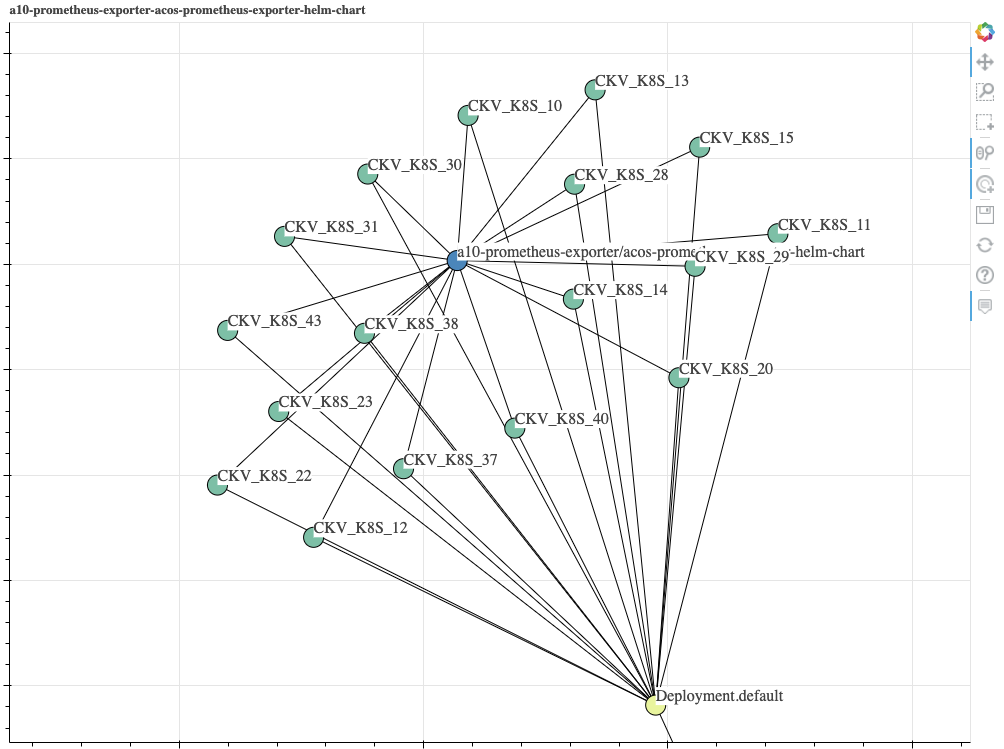 a10-prometheus-exporter-acos-prometheus-exporter-helm-chart
CKV_K8S_13
CKV_K8S_10
CKV_K8S_15
CKV_K8S_30
CKV_K8S_28
CKV_K8S_31
CKV_K8S_11
a10-prometheus-exporter/acos-prome -helm-chart
CKV_K8S_29
CKV_K8S_14
CKV_K8S_43
CKV_K8S_38
CKV_K8S_20
CKV_K8S_23
CKV_K8S_40
CKV_K8S_37
CKV_K8S_22
CKV_K8S_12
Deployment.default